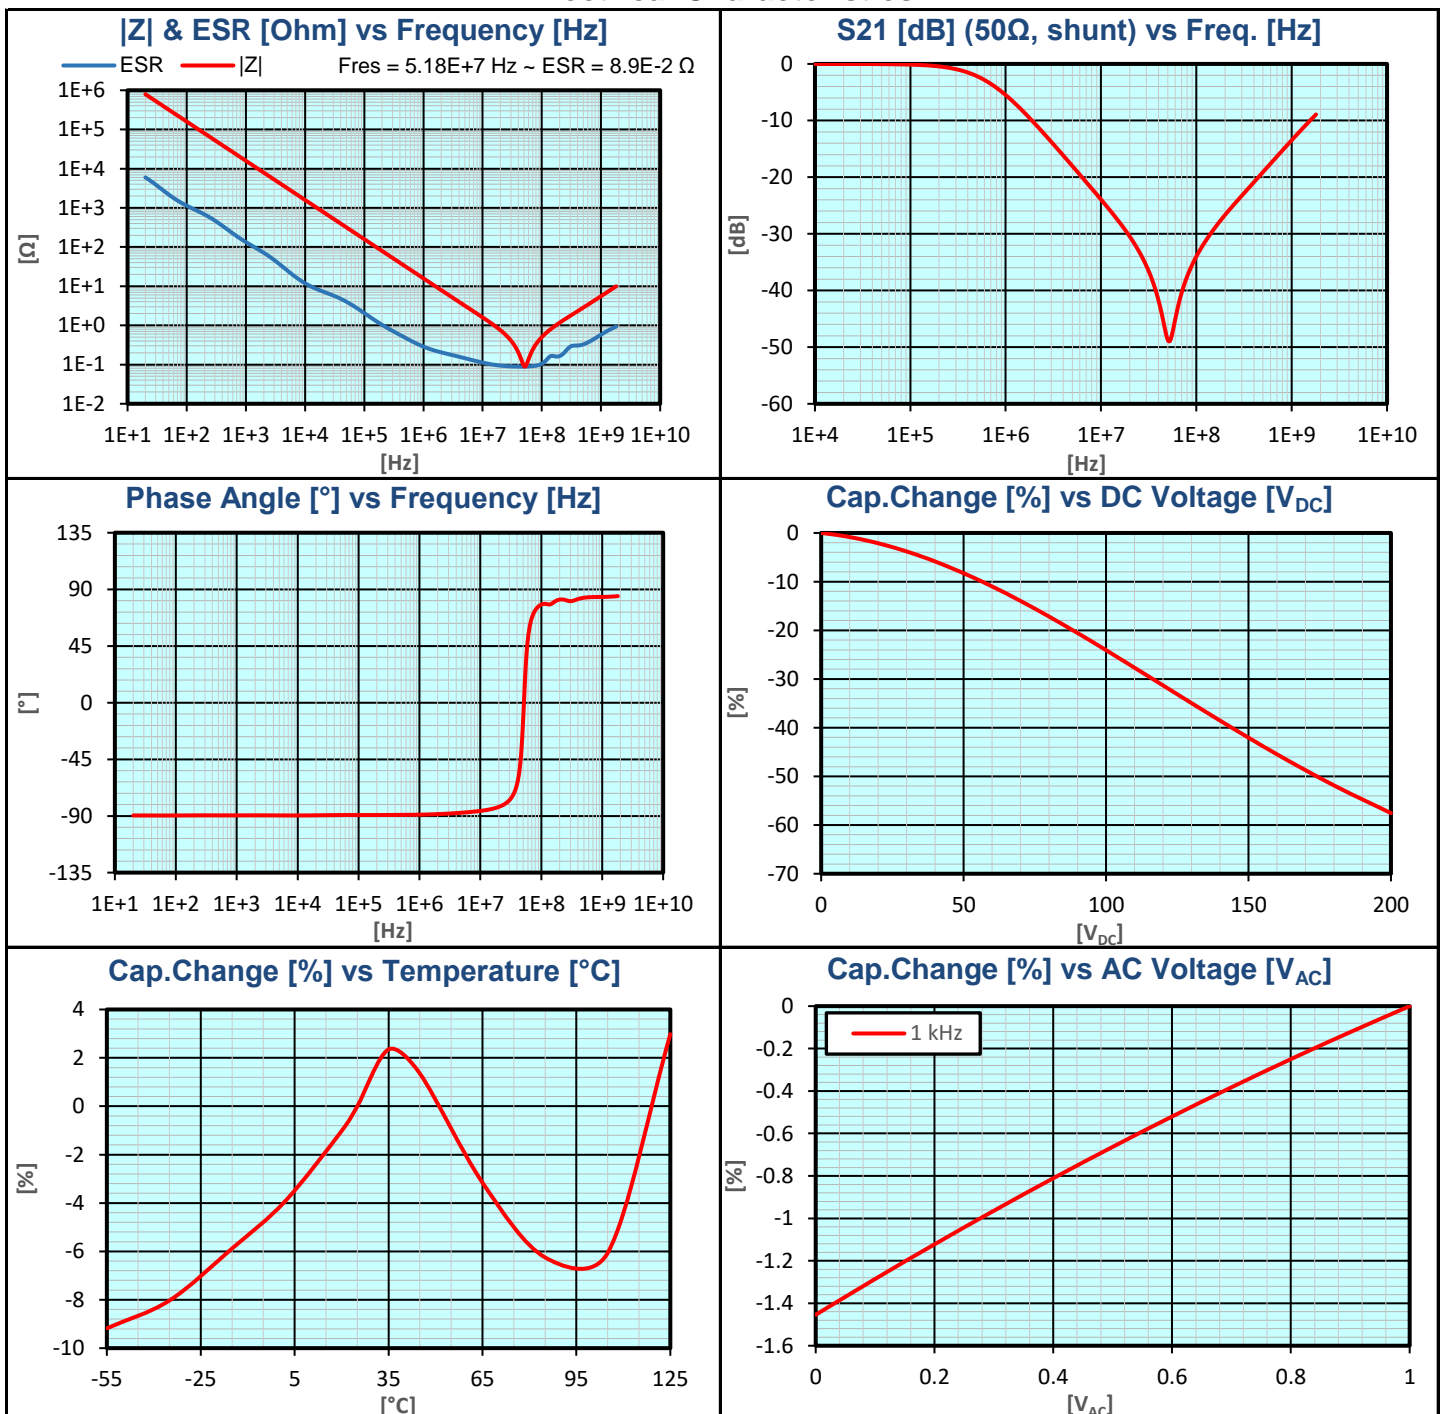 |Z| & ESR [Ohm] vs Frequency [Hz]
ESR |Z| Fres = 5.18E+7 Hz ~ ESR = 8.9E-2 Ω
1E+6
1E+5
1E+4
1E+3
1E+2
1E+1
1E+0
1E-1
1E-2
[Ω]
1E+1 1E+2 1E+3 1E+4 1E+5 1E+6 1E+7 1E+8 1E+9 1E+10
[Hz]
S21 [dB] (50Ω, shunt) vs Freq. [Hz]
0
-10
-20
-30
-40
-50
-60
[dB]
1E+4 1E+5 1E+6 1E+7 1E+8 1E+9 1E+10
[Hz]
Phase Angle [°] vs Frequency [Hz]
135
90
45
0
-45
-90
-135
[°]
1E+1 1E+2 1E+3 1E+4 1E+5 1E+6 1E+7 1E+8 1E+9 1E+10
[Hz]
Cap.Change [%] vs DC Voltage [VDC]
0
-10
-20
-30
-40
-50
-60
-70
[%]
0 50 100 150 200
[VDC]
Cap.Change [%] vs Temperature [°C]
4
2
0
-2
-4
-6
-8
-10
[%]
-55 -25 5 35 65 95 125
[°C]
Cap.Change [%] vs AC Voltage [VAC]
1 kHz
0
-0.2
-0.4
-0.6
-0.8
-1
-1.2
-1.4
-1.6
[%]
0 0.2 0.4 0.6 0.8 1
[VAC]